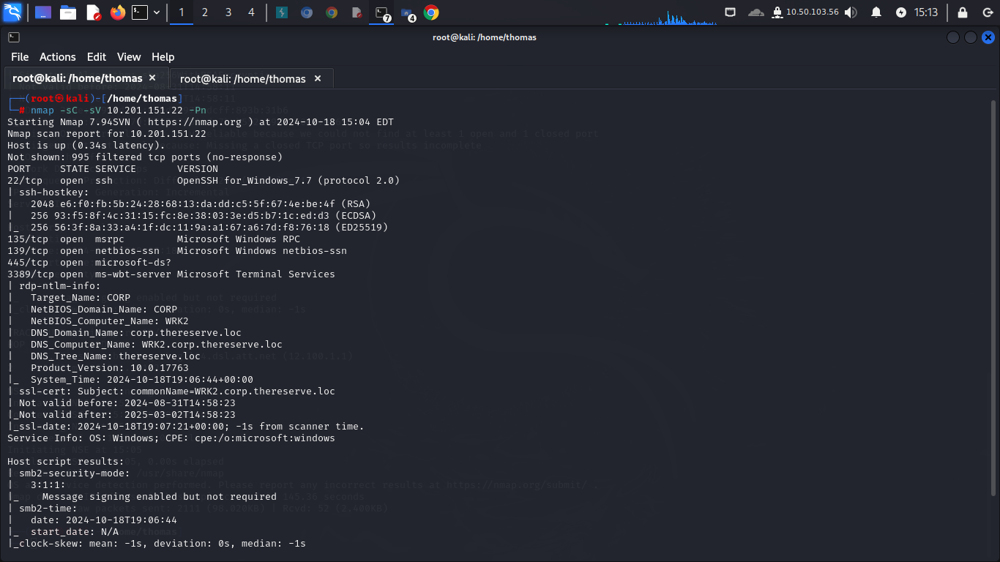 1 2 3 4 7 4 10.50.103.56 15:13
root@kali: /home/thomas
File Actions Edit View Help
root@kali: /home/thomas × root@kali: /home/thomas ×
┌──(root㉿kali)-[/home/thomas]
└─# nmap -sC -sV 10.201.151.22 -Pn
Starting Nmap 7.94SVN ( https://nmap.org ) at 2024-10-18 15:04 EDT
Nmap scan report for 10.201.151.22
Host is up (0.34s latency).
Not shown: 995 filtered tcp ports (no-response)
PORT     STATE SERVICE       VERSION
22/tcp   open  ssh           OpenSSH for_Windows_7.7 (protocol 2.0)
| ssh-hostkey:
|   2048 e6:f0:fb:5b:24:28:68:13:da:dd:c5:5f:67:4e:be:4f (RSA)
|   256 93:f5:8f:4c:31:15:fc:8e:38:03:3e:d5:b7:1c:ed:d3 (ECDSA)
|_  256 56:3f:8a:33:a4:1f:dc:11:9a:a1:67:a6:7d:f8:76:18 (ED25519)
135/tcp  open  msrpc         Microsoft Windows RPC
139/tcp  open  netbios-ssn   Microsoft Windows netbios-ssn
445/tcp  open  microsoft-ds?
3389/tcp open  ms-wbt-server Microsoft Terminal Services
| rdp-ntlm-info:
|   Target_Name: CORP
|   NetBIOS_Domain_Name: CORP
|   NetBIOS_Computer_Name: WRK2
|   DNS_Domain_Name: corp.thereserve.loc
|   DNS_Computer_Name: WRK2.corp.thereserve.loc
|   DNS_Tree_Name: thereserve.loc
|   Product_Version: 10.0.17763
|_  System_Time: 2024-10-18T19:06:44+00:00
| ssl-cert: Subject: commonName=WRK2.corp.thereserve.loc
| Not valid before: 2024-08-31T14:58:23
|_Not valid after:  2025-03-02T14:58:23
|_ssl-date: 2024-10-18T19:07:21+00:00; -1s from scanner time.
Service Info: OS: Windows; CPE: cpe:/o:microsoft:windows
Host script results:
| smb2-security-mode:
|   3:1:1:
|_    Message signing enabled but not required
| smb2-time:
|   date: 2024-10-18T19:06:44
|_  start_date: N/A
|_clock-skew: mean: -1s, deviation: 0s, median: -1s